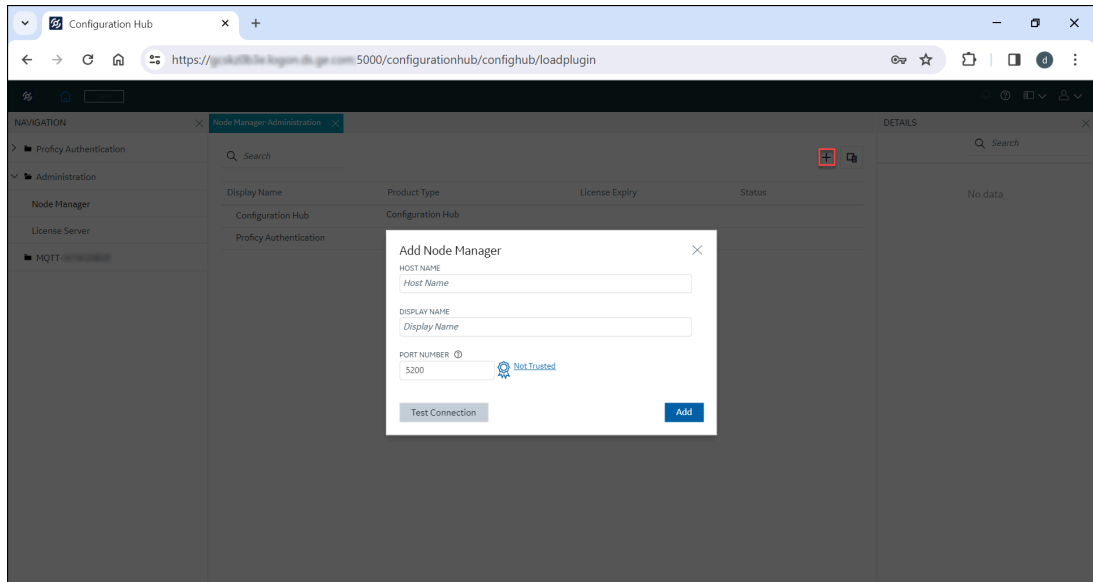 Configuration Hub
https://
5000/configurationhub/confighub/loadplugin
d
NAVIGATION
Node Manager-Administration
DETAILS
Proficy Authentication
Search
Search
Administration
Display Name Product Type License Expiry Status
No data
Node Manager
Configuration Hub Configuration Hub
License Server
Proficy Authentication
MQTT-
Add Node Manager
HOST NAME
Host Name
DISPLAY NAME
Display Name
PORT NUMBER
5200 Not Trusted
Test Connection Add